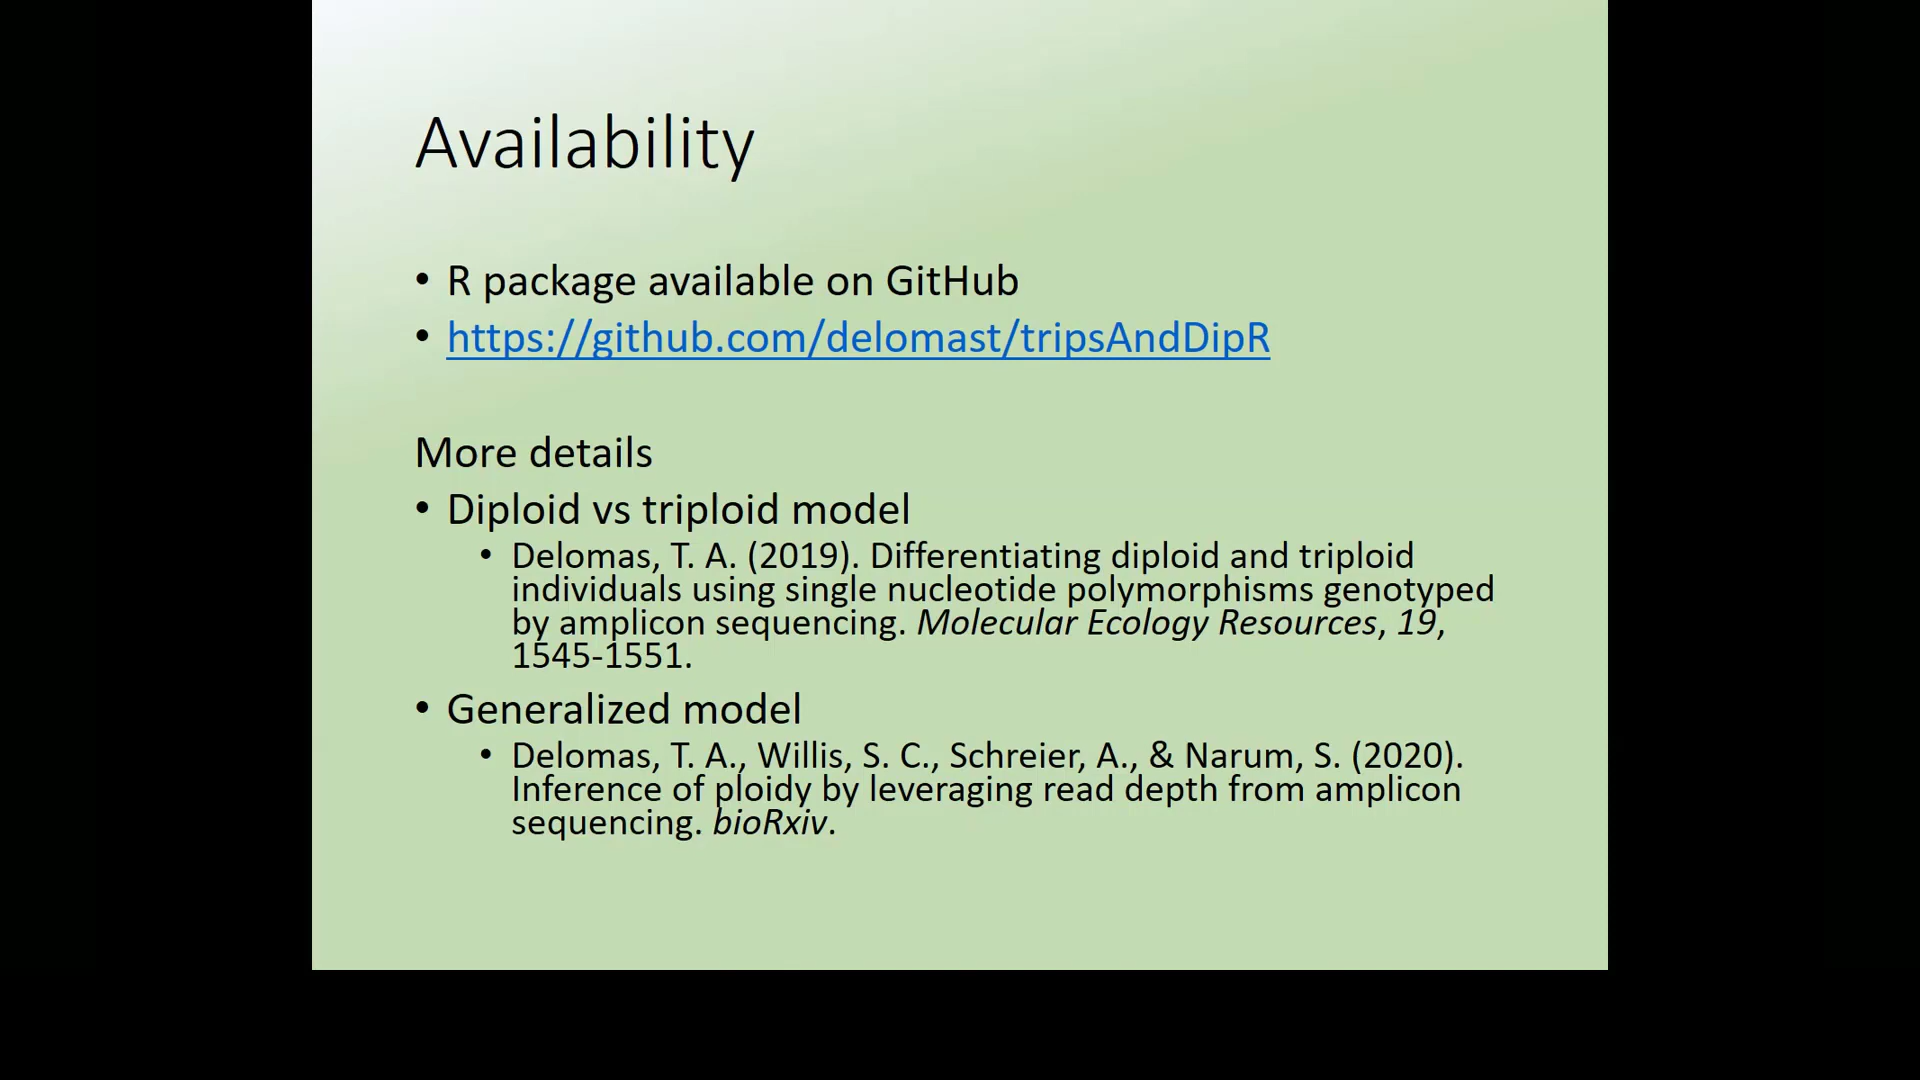 Availability
• R package available on GitHub
• https://github.com/delomast/tripsAndDipR
More details
• Diploid vs triploid model
• Delomas, T. A. (2019). Differentiating diploid and triploid
individuals using single nucleotide polymorphisms genotyped
by amplicon sequencing. Molecular Ecology Resources, 19,
1545-1551.
• Generalized model
• Delomas, T. A., Willis, S. C., Schreier, A., & Narum, S. (2020).
Inference of ploidy by leveraging read depth from amplicon
sequencing. bioRxiv.